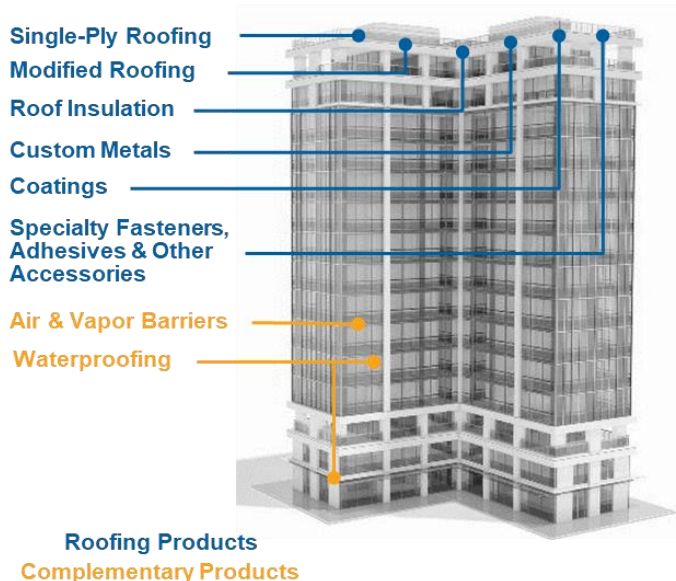 Single-Ply Roofing
Modified Roofing
Roof Insulation
Custom Metals
Coatings
Specialty Fasteners,
Adhesives & Other
Accessories
Air & Vapor Barriers
Waterproofing
Roofing Products
Complementary Products